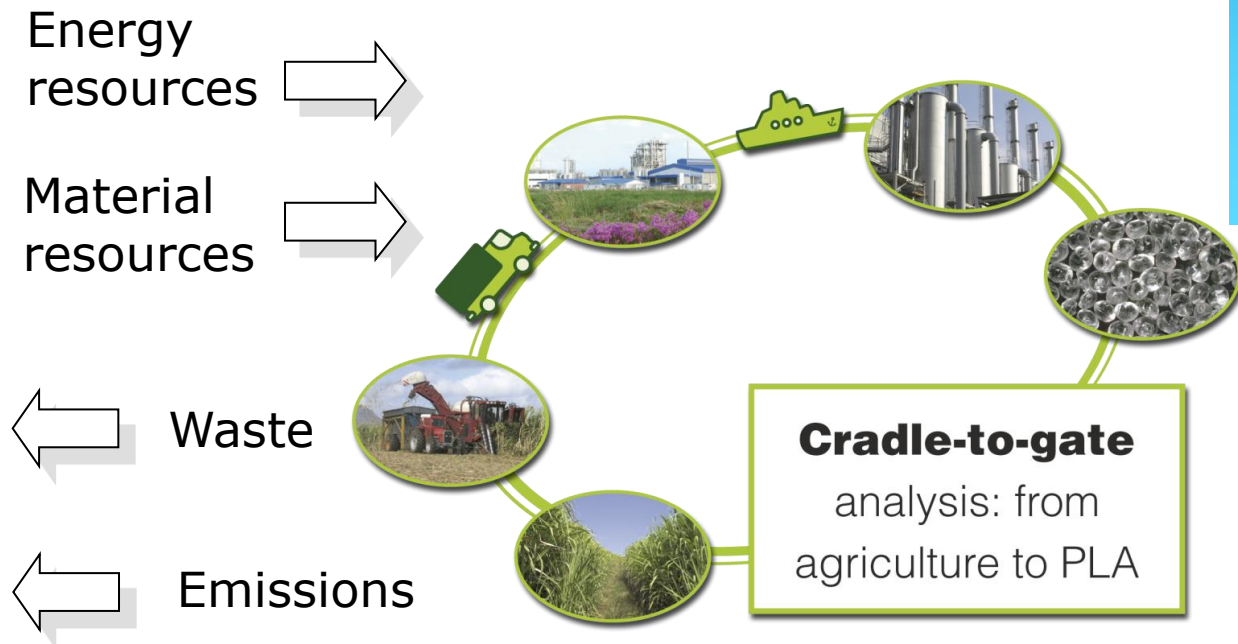 Energy
resources
Material
resources
Waste
Emissions
Cradle-to-gate
analysis: from
agriculture to PLA